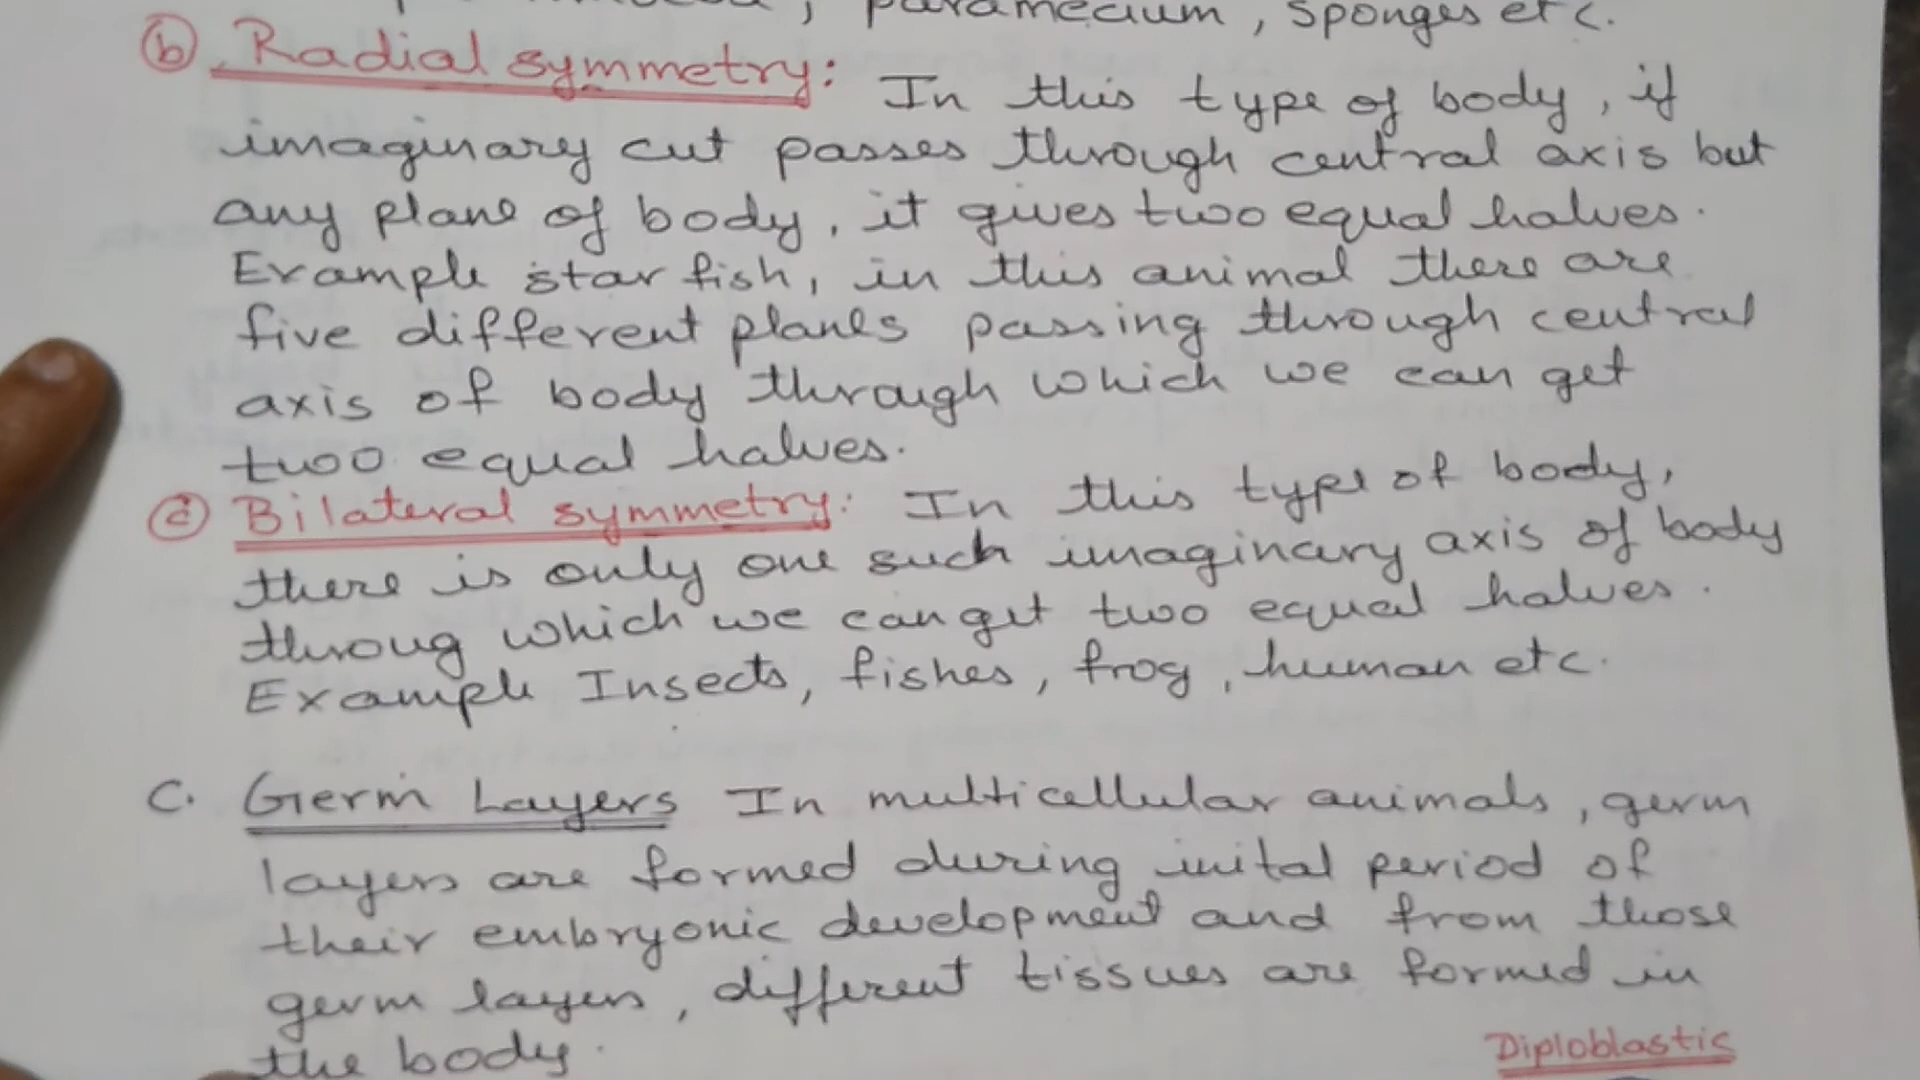 , paramecium, sponges etc.
(b) Radial symmetry: In this type of body, if
imaginary cut passes through central axis but
any plane of body, it gives two equal halves.
Example star fish, in this animal there are
five different planes passing through central
axis of body through which we can get
two equal halves.
(c) Bilateral symmetry: In this type of body,
there is only one such imaginary axis of body
throug which we can get two equal halves.
Example Insects, fishes, frog, human etc.
C. Germ Layers In multicellular animals, germ
layers are formed during inital period of
their embryonic development and from those
germ layers, different tissues are formed in
the body.
Diploblastic